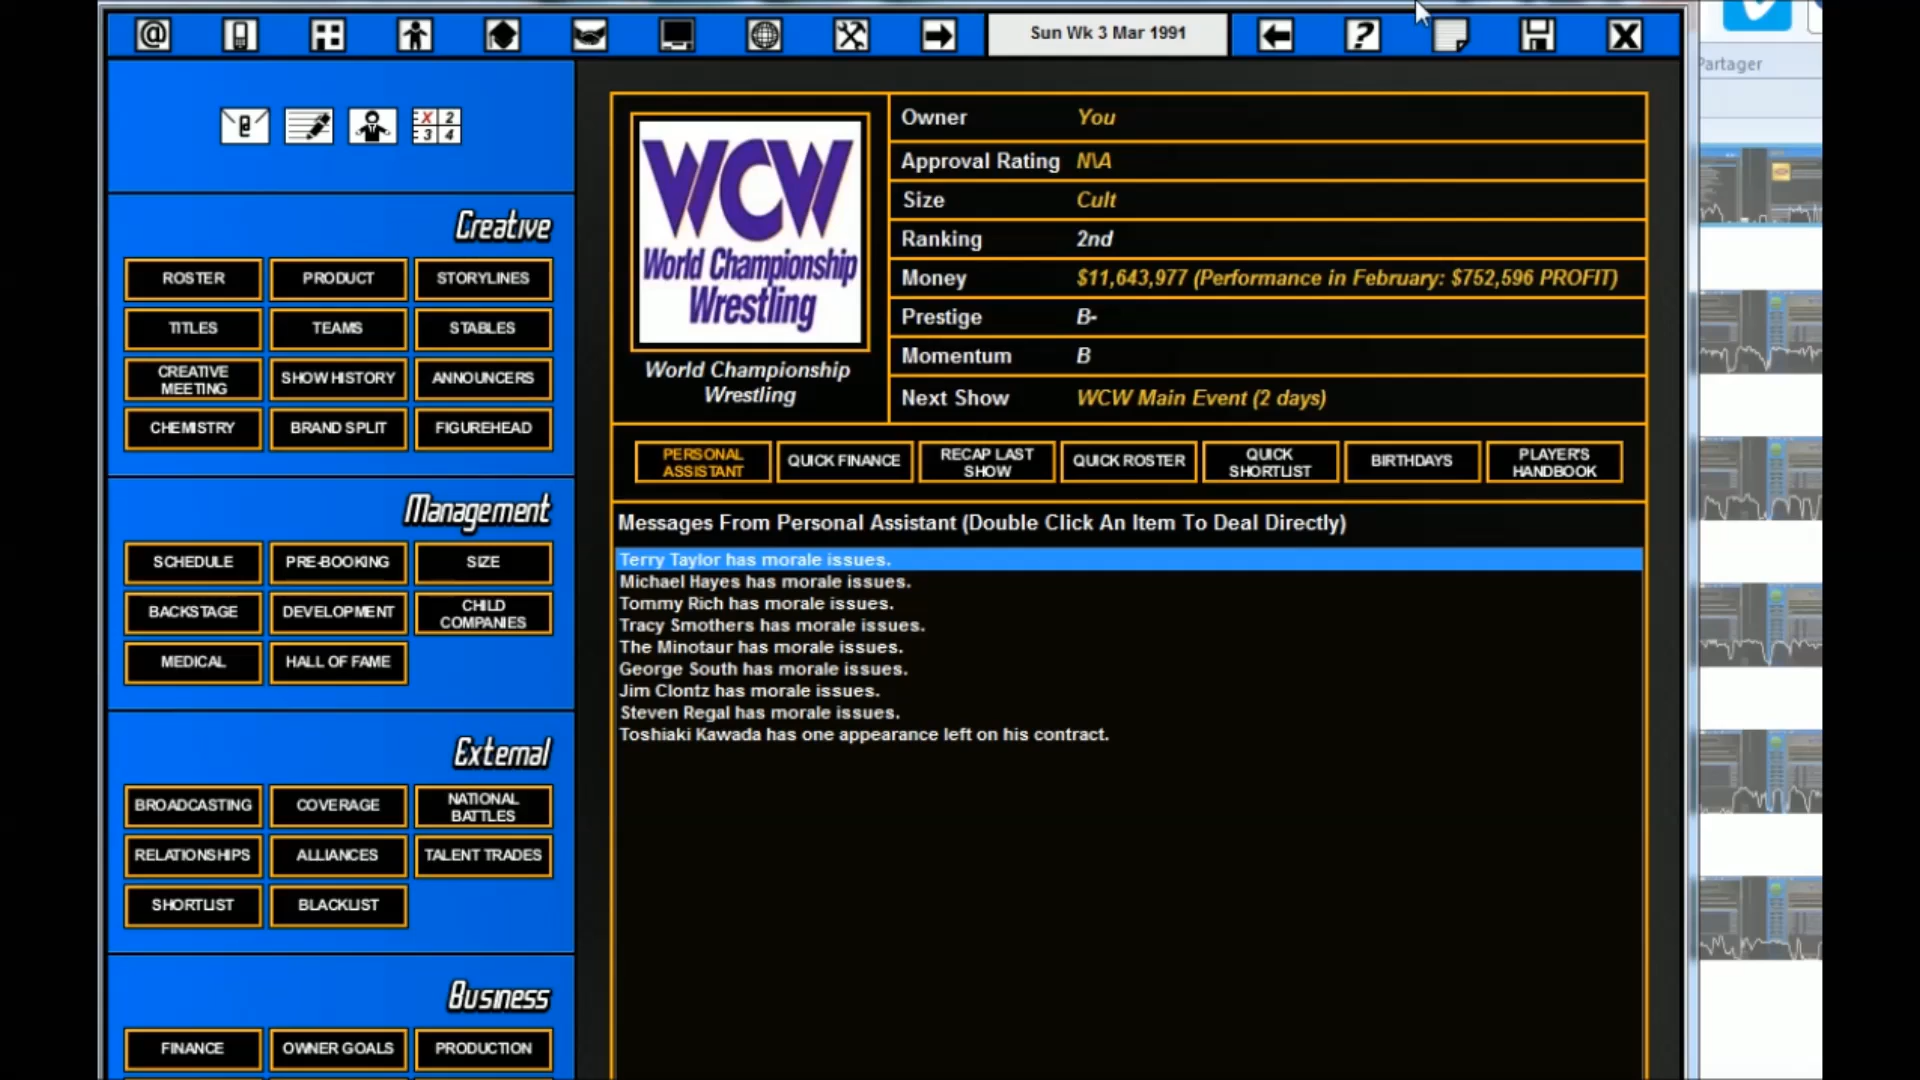 Sun Wk 3 Mar 1991
Partager
Creative
ROSTER
PRODUCT
STORYLINES
TITLES
TEAMS
STABLES
CREATIVE
MEETING
SHOW HISTORY
ANNOUNCERS
CHEMISTRY
BRAND SPLIT
FIGUREHEAD
Management
SCHEDULE
PRE-BOOKING
SIZE
BACKSTAGE
DEVELOPMENT
CHILD
COMPANIES
MEDICAL
HALL OF FAME
External
BROADCASTING
COVERAGE
NATIONAL
BATTLES
RELATIONSHIPS
ALLIANCES
TALENT TRADES
SHORTLIST
BLACKLIST
Business
FINANCE
OWNER GOALS
PRODUCTION
WCW
World Championship
Wrestling
World Championship
Wrestling
Owner You
Approval Rating N\A
Size Cult
Ranking 2nd
Money $11,643,977 (Performance in February: $752,596 PROFIT)
Prestige B-
Momentum B
Next Show WCW Main Event (2 days)
PERSONAL
ASSISTANT
QUICK FINANCE
RECAP LAST
SHOW
QUICK ROSTER
QUICK
SHORTLIST
BIRTHDAYS
PLAYER'S
HANDBOOK
Messages From Personal Assistant (Double Click An Item To Deal Directly)
Terry Taylor has morale issues.
Michael Hayes has morale issues.
Tommy Rich has morale issues.
Tracy Smothers has morale issues.
The Minotaur has morale issues.
George South has morale issues.
Jim Clontz has morale issues.
Steven Regal has morale issues.
Toshiaki Kawada has one appearance left on his contract.